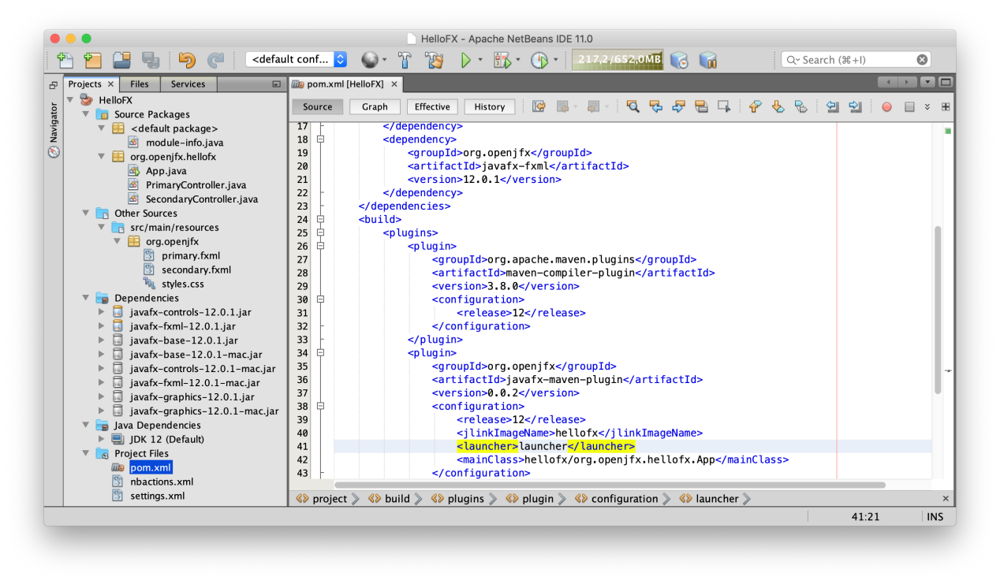 HelloFX - Apache NetBeans IDE 11.0
<default conf...
217,2/652,0MB
Search (⌘+I)
Projects
Files
Services
Navigator
HelloFX
Source Packages
<default package>
module-info.java
org.openjfx.hellofx
App.java
PrimaryController.java
SecondaryController.java
Other Sources
src/main/resources
org.openjfx
primary.fxml
secondary.fxml
styles.css
Dependencies
javafx-controls-12.0.1.jar
javafx-fxml-12.0.1.jar
javafx-base-12.0.1.jar
javafx-base-12.0.1-mac.jar
javafx-controls-12.0.1-mac.jar
javafx-fxml-12.0.1-mac.jar
javafx-graphics-12.0.1.jar
javafx-graphics-12.0.1-mac.jar
Java Dependencies
JDK 12 (Default)
Project Files
pom.xml
nbactions.xml
settings.xml
pom.xml [HelloFX]
Source Graph Effective History
17 </dependency>
18 <dependency>
19 <groupId>org.openjfx</groupId>
20 <artifactId>javafx-fxml</artifactId>
21 <version>12.0.1</version>
22 </dependency>
23 </dependencies>
24 <build>
25 <plugins>
26 <plugin>
27 <groupId>org.apache.maven.plugins</groupId>
28 <artifactId>maven-compiler-plugin</artifactId>
29 <version>3.8.0</version>
30 <configuration>
31 <release>12</release>
32 </configuration>
33 </plugin>
34 <plugin>
35 <groupId>org.openjfx</groupId>
36 <artifactId>javafx-maven-plugin</artifactId>
37 <version>0.0.2</version>
38 <configuration>
39 <release>12</release>
40 <jlinkImageName>hellofx</jlinkImageName>
41 <launcher>launcher</launcher>
42 <mainClass>hellofx/org.openjfx.hellofx.App</mainClass>
43 </configuration>
project build plugins plugin configuration launcher
41:21 INS